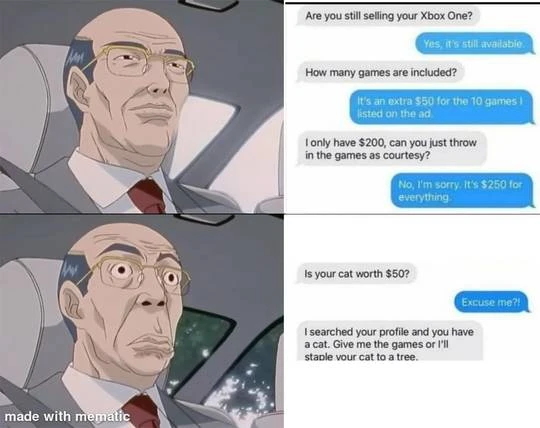 Are you still selling your Xbox One?
Yes, it's still available.
How many games are included?
It's an extra $50 for the 10 games I
listed on the ad.
I only have $200, can you just throw
in the games as courtesy?
No, I'm sorry. It's $250 for
everything.
Is your cat worth $50?
Excuse me?!
I searched your profile and you have
a cat. Give me the games or I'll
staple your cat to a tree.
made with mematic